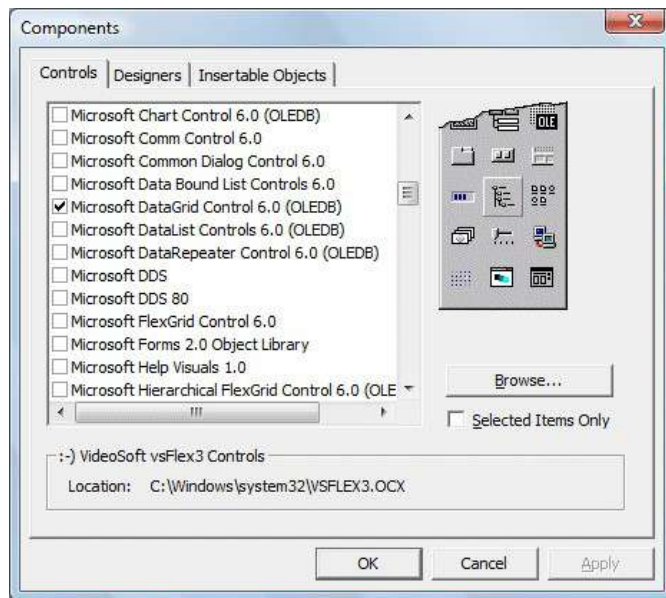 Components
X
Controls Designers Insertable Objects
Microsoft Chart Control 6.0 (OLEDB)
Microsoft Comm Control 6.0
Microsoft Common Dialog Control 6.0
Microsoft Data Bound List Controls 6.0
Microsoft DataGrid Control 6.0 (OLEDB)
Microsoft DataList Controls 6.0 (OLEDB)
Microsoft DataRepeater Control 6.0 (OLEDB)
Microsoft DDS
Microsoft DDS 80
Microsoft FlexGrid Control 6.0
Microsoft Forms 2.0 Object Library
Microsoft Help Visuals 1.0
Microsoft Hierarchical FlexGrid Control 6.0 (OLE
OLE
Browse...
Selected Items Only
:-) VideoSoft vsFlex3 Controls
Location: C:\Windows\system32\VSFLEX3.OCX
OK Cancel Apply